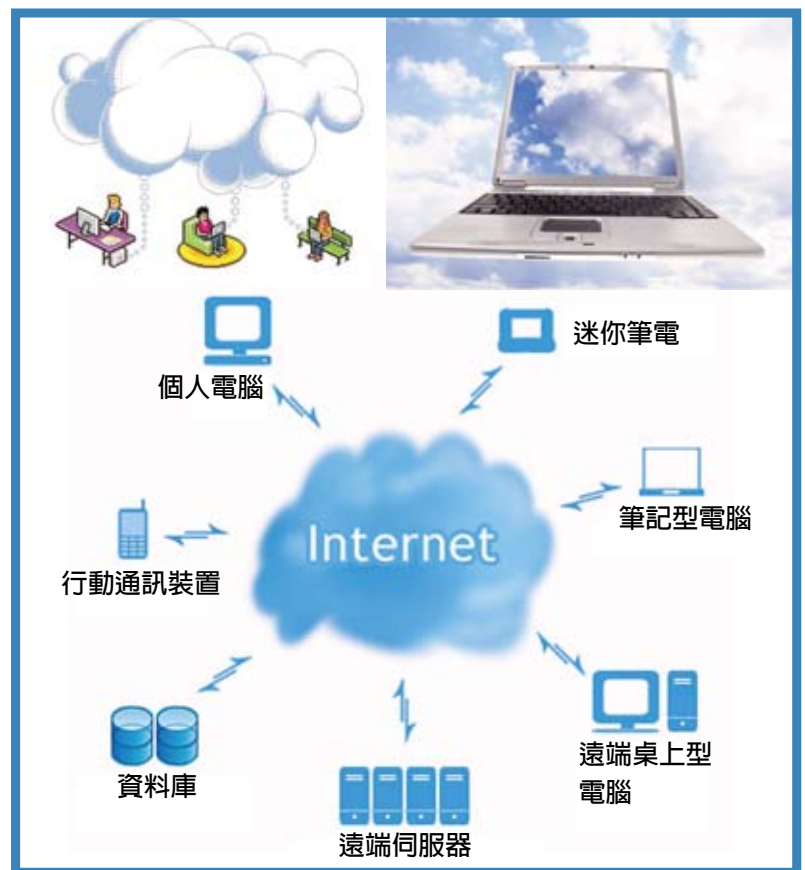 個人電腦
迷你筆電
筆記型電腦
Internet
行動通訊裝置
遠端桌上型
電腦
資料庫
遠端伺服器